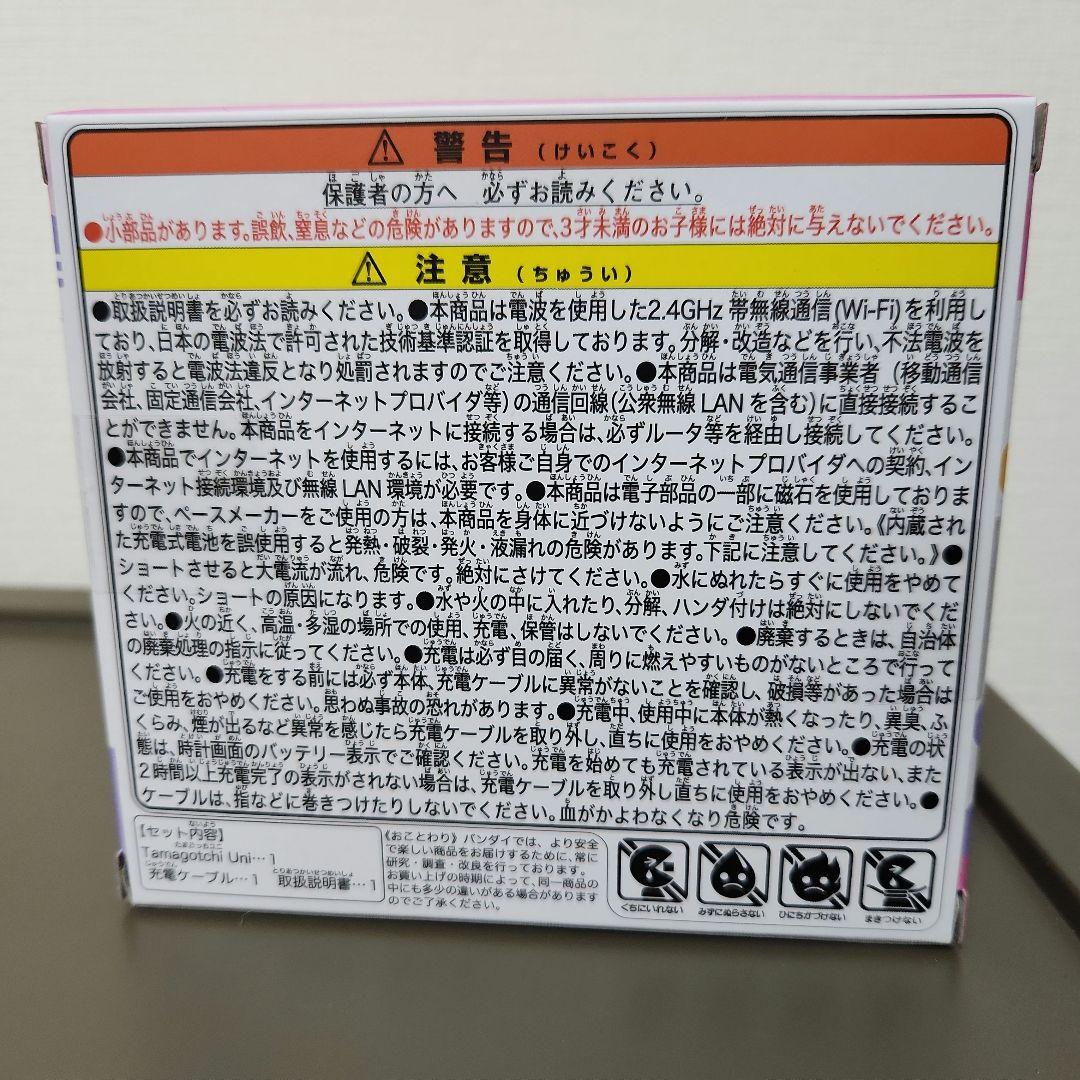 警告（けいこく）
保護者の方へ 必ずお読みください。
●小部品があります。誤飲、窒息などの危険がありますので、3才未満のお子様には絶対に与えないでください。
注意（ちゅうい）
●取扱説明書を必ずお読みください。●本商品は電波を使用した2.4GHz 帯無線通信(Wi-Fi)を利用し
ており、日本の電波法で許可された技術基準認証を取得しております。分解・改造などを行い、不法電波を
放射すると電波法違反となり処罰されますのでご注意ください。●本商品は電気通信事業者（移動通信
会社、固定通信会社、インターネットプロバイダ等）の通信回線（公衆無線 LAN を含む）に直接接続するこ
とができません。本商品をインターネットに接続する場合は、必ずルータ等を経由し接続してください。
●本商品でインターネットを使用するには、お客様ご自身でのインターネットプロバイダへの契約、イン
ターネット接続環境及び無線 LAN 環境が必要です。●本商品は電子部品の一部に磁石を使用しておりま
すので、ペースメーカーをご使用の方は、本商品を身体に近づけないようにご注意ください。《内蔵され
た充電式電池を誤使用すると発熱・破裂・発火・液漏れの危険があります。下記に注意してください。》●
ショートさせると大電流が流れ、危険です。絶対にさけてください。●水にぬれたらすぐに使用をやめてく
ださい。ショートの原因になります。●水や火の中に入れたり、分解、ハンダ付けは絶対にしないでくだ
さい。●火の近く、高温・多湿の場所での使用、充電、保管はしないでください。●廃棄するときは、自治体
の廃棄処理の指示に従ってください。●充電は必ず目の届く、周りに燃えやすいものがないところで行って
ください。●充電をする前には必ず本体、充電ケーブルに異常がないことを確認し、破損等があった場合は
ご使用をおやめください。思わぬ事故の恐れがあります。●充電中、使用中に本体が熱くなったり、異臭、ふ
くらみ、煙が出るなど異常を感じたら充電ケーブルを取り外し、直ちに使用をおやめください。●充電の状
態は、時計画面のバッテリー表示でご確認ください。充電を始めても充電されている表示が出ない、また
2時間以上充電完了の表示がされない場合は、充電ケーブルを取り外し直ちに使用をおやめください。●
ケーブルは、指などに巻きつけたりしないでください。血がかよわなくなり危険です。
【セット内容】
Tamagotchi Uni…1
充電ケーブル…1 取扱説明書…1
《おことわり》バンダイでは、より安全
で楽しい商品をお届けするために、常に
研究・調査・改良を行っております。
お買い上げの時期によって、同一商品の
中にも多少の違いがある場合があります
のでご了承ください。
くちにいれない みずにぬらさない ひにちかづけない まきつけない